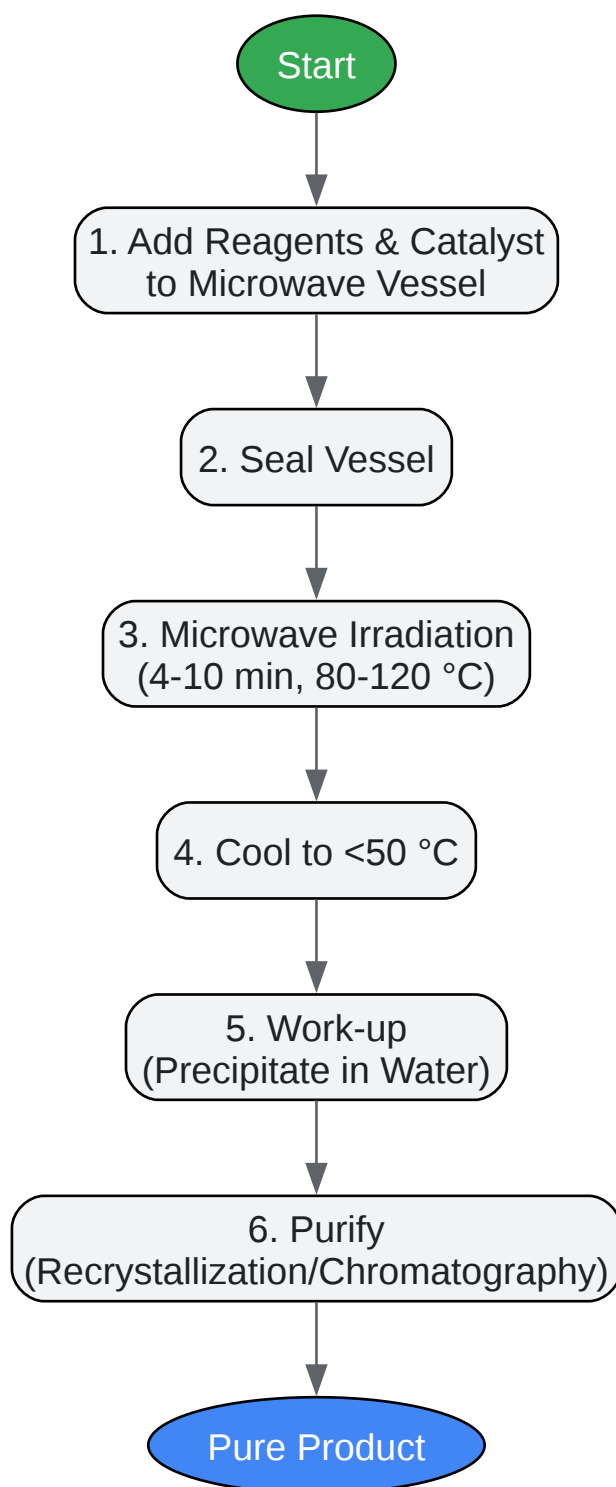 Start
1. Add Reagents & Catalyst
to Microwave Vessel
2. Seal Vessel
3. Microwave Irradiation
(4-10 min, 80-120 °C)
4. Cool to <50 °C
5. Work-up
(Precipitate in Water)
6. Purify
(Recrystallization/Chromatography)
Pure Product